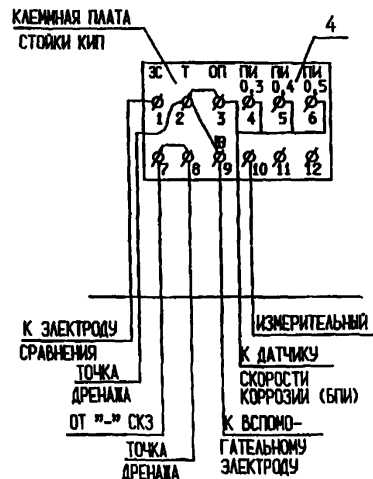 КЛЕММНАЯ ПЛАТА
СТОЙКИ КИП
4
ЭС Т ОП ПИ ПИ ПИ
0,3 0,4 0,5
1 2 3 4 5 6
ВЭ
7 8 9 10 11 12
К ЭЛЕКТРОДУ
СРАВНЕНИЯ
ИЗМЕРИТЕЛЬНЫЙ
ТОЧКА
ДРЕНАЖА
К ДАТЧИКУ
СКОРОСТИ
КОРРОЗИИ (БПИ)
ОТ "-" СКЗ
ТОЧКА
ДРЕНАЖА
К ВСПОМО-
ГАТЕЛЬНОМУ
ЭЛЕКТРОДУ